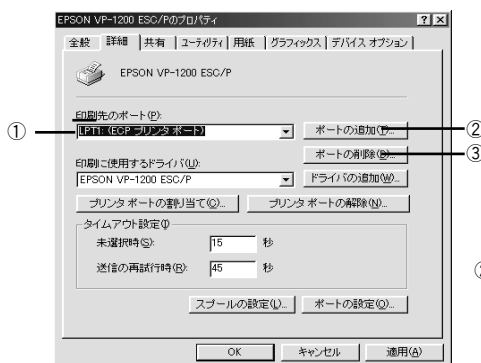 EPSON VP-1200 ESC/Pのプロパティ
全般 詳細 共有 ユーティリティ 用紙 グラフィックス デバイス オプション
EPSON VP-1200 ESC/P
印刷先のポート(P):
① LPT1: (ECP プリンタ ポート) ポートの追加(T)... ②
ポートの削除(D)... ③
印刷に使用するドライバ(U):
EPSON VP-1200 ESC/P ドライバの追加(W)...
プリンタ ポートの割り当て(C)... プリンタ ポートの解除(N)...
タイムアウト設定
未選択時(S): 15 秒
送信の再試行時(R): 45 秒
スプールの設定(L)... ポートの設定(O)...
OK キャンセル 適用(A)